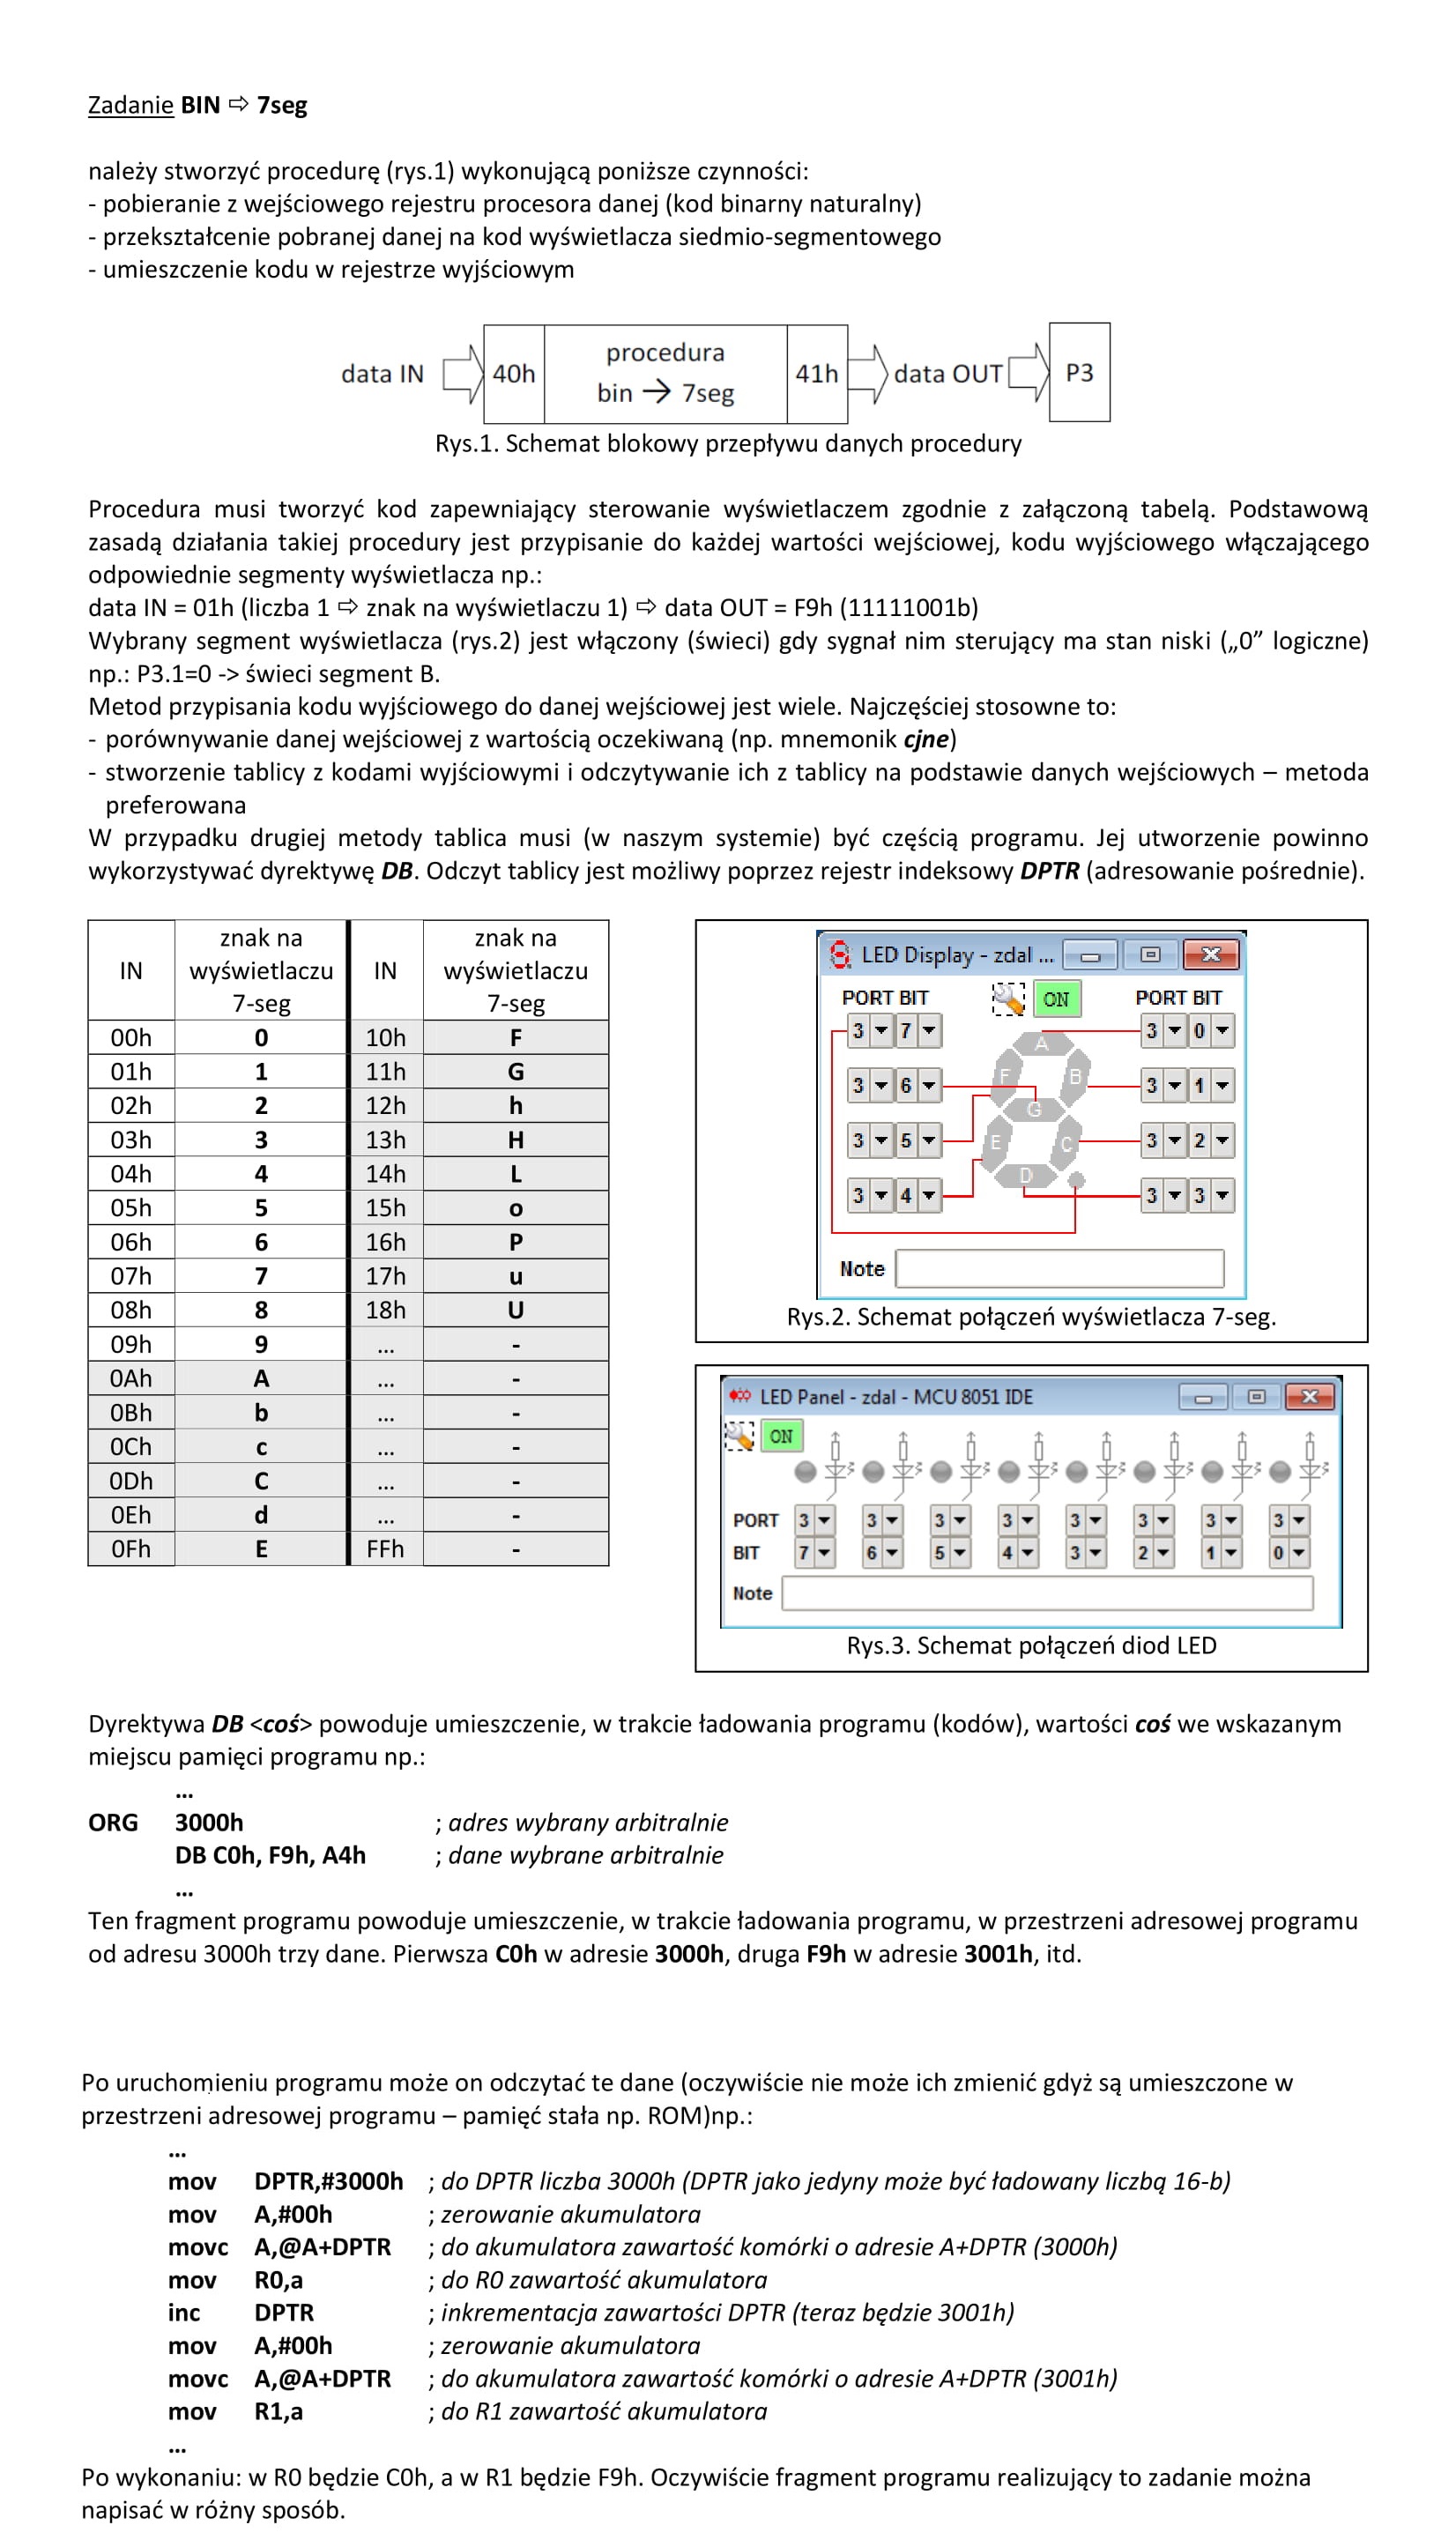 Zadanie BIN ⇨ 7seg
należy stworzyć procedurę (rys.1) wykonującą poniższe czynności:
- pobieranie z wejściowego rejestru procesora danej (kod binarny naturalny)
- przekształcenie pobranej danej na kod wyświetlacza siedmio-segmentowego
- umieszczenie kodu w rejestrze wyjściowym
data IN 40h procedura bin → 7seg 41h data OUT P3
Rys.1. Schemat blokowy przepływu danych procedury
Procedura musi tworzyć kod zapewniający sterowanie wyświetlaczem zgodnie z załączoną tabelą. Podstawową
zasadą działania takiej procedury jest przypisanie do każdej wartości wejściowej, kodu wyjściowego włączającego
odpowiednie segmenty wyświetlacza np.:
data IN = 01h (liczba 1 ⇨ znak na wyświetlaczu 1) ⇨ data OUT = F9h (11111001b)
Wybrany segment wyświetlacza (rys.2) jest włączony (świeci) gdy sygnał nim sterujący ma stan niski („0” logiczne)
np.: P3.1=0 -> świeci segment B.
Metod przypisania kodu wyjściowego do danej wejściowej jest wiele. Najczęściej stosowne to:
- porównywanie danej wejściowej z wartością oczekiwaną (np. mnemonik cjne)
- stworzenie tablicy z kodami wyjściowymi i odczytywanie ich z tablicy na podstawie danych wejściowych – metoda
preferowana
W przypadku drugiej metody tablica musi (w naszym systemie) być częścią programu. Jej utworzenie powinno
wykorzystywać dyrektywę DB. Odczyt tablicy jest możliwy poprzez rejestr indeksowy DPTR (adresowanie pośrednie).
IN znak na wyświetlaczu 7-seg IN znak na wyświetlaczu 7-seg
00h 0 10h F
01h 1 11h G
02h 2 12h h
03h 3 13h H
04h 4 14h L
05h 5 15h o
06h 6 16h P
07h 7 17h u
08h 8 18h U
09h 9 ... -
0Ah A ... -
0Bh b ... -
0Ch c ... -
0Dh C ... -
0Eh d ... -
0Fh E FFh -
LED Display - zdal ...
PORT BIT ON PORT BIT
3 7 A 3 0
3 6 F B 3 1
G
3 5 E C 3 2
3 4 D 3 3
Note
Rys.2. Schemat połączeń wyświetlacza 7-seg.
LED Panel - zdal - MCU 8051 IDE
ON
PORT 3 3 3 3 3 3 3 3
BIT 7 6 5 4 3 2 1 0
Note
Rys.3. Schemat połączeń diod LED
Dyrektywa DB <coś> powoduje umieszczenie, w trakcie ładowania programu (kodów), wartości coś we wskazanym
miejscu pamięci programu np.:
...
ORG 3000h ; adres wybrany arbitralnie
DB C0h, F9h, A4h ; dane wybrane arbitralnie
...
Ten fragment programu powoduje umieszczenie, w trakcie ładowania programu, w przestrzeni adresowej programu
od adresu 3000h trzy dane. Pierwsza C0h w adresie 3000h, druga F9h w adresie 3001h, itd.
Po uruchomieniu programu może on odczytać te dane (oczywiście nie może ich zmienić gdyż są umieszczone w
przestrzeni adresowej programu – pamięć stała np. ROM)np.:
...
mov DPTR,#3000h ; do DPTR liczba 3000h (DPTR jako jedyny może być ładowany liczbą 16-b)
mov A,#00h ; zerowanie akumulatora
movc A,@A+DPTR ; do akumulatora zawartość komórki o adresie A+DPTR (3000h)
mov R0,a ; do R0 zawartość akumulatora
inc DPTR ; inkrementacja zawartości DPTR (teraz będzie 3001h)
mov A,#00h ; zerowanie akumulatora
movc A,@A+DPTR ; do akumulatora zawartość komórki o adresie A+DPTR (3001h)
mov R1,a ; do R1 zawartość akumulatora
...
Po wykonaniu: w R0 będzie C0h, a w R1 będzie F9h. Oczywiście fragment programu realizujący to zadanie można
napisać w różny sposób.